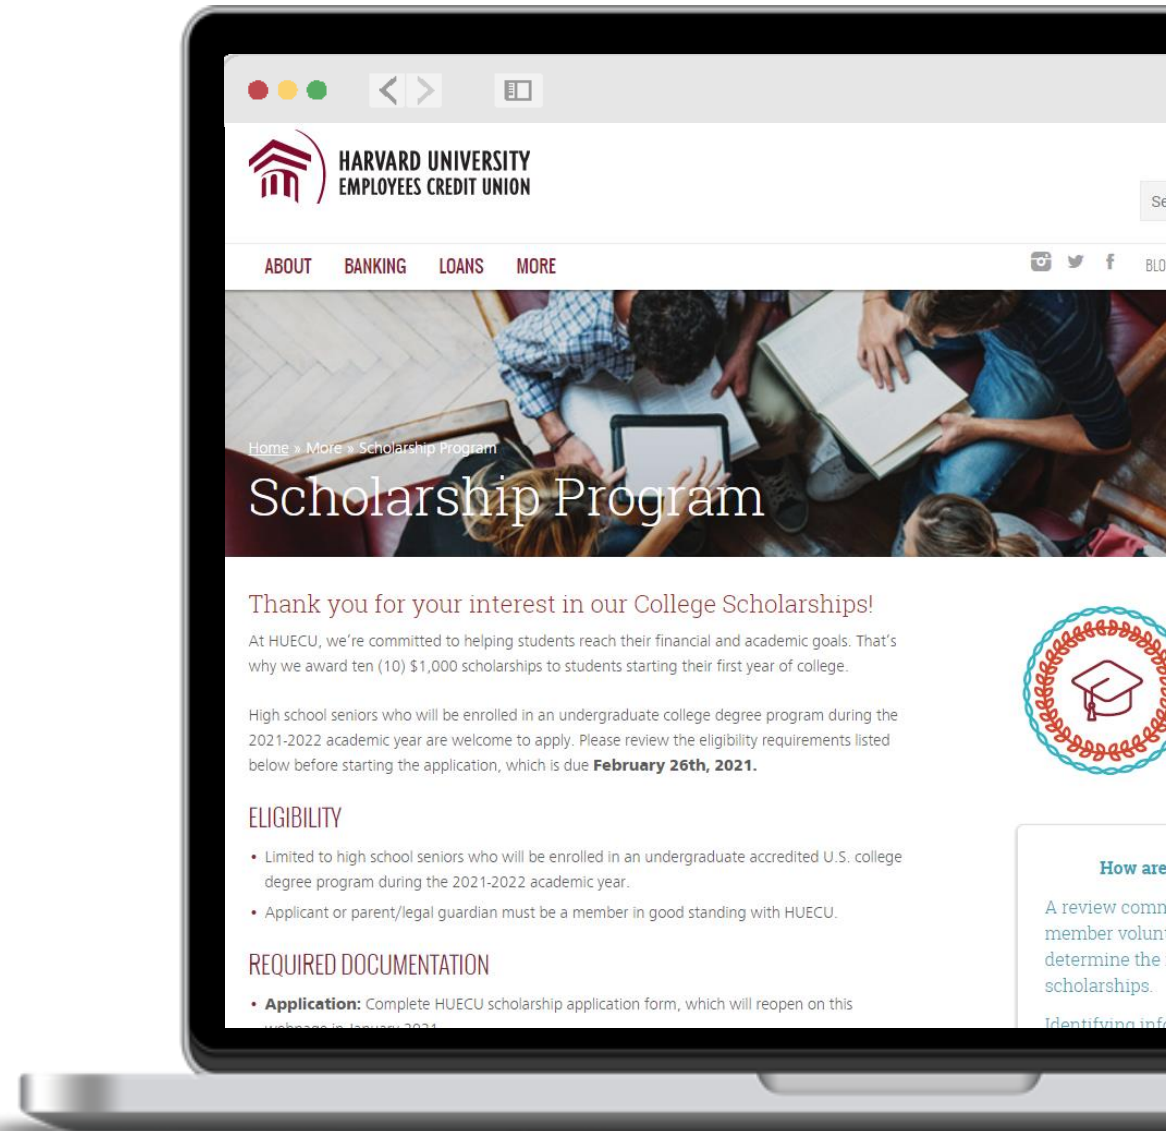 HARVARD UNIVERSITY
EMPLOYEES CREDIT UNION
ABOUT BANKING LOANS MORE
Home » More » Scholarship Program
Scholarship Program
Thank you for your interest in our College Scholarships!
At HUECU, we’re committed to helping students reach their financial and academic goals. That’s
why we award ten (10) $1,000 scholarships to students starting their first year of college.
High school seniors who will be enrolled in an undergraduate college degree program during the
2021-2022 academic year are welcome to apply. Please review the eligibility requirements listed
below before starting the application, which is due February 26th, 2021.
ELIGIBILITY
• Limited to high school seniors who will be enrolled in an undergraduate accredited U.S. college
degree program during the 2021-2022 academic year.
• Applicant or parent/legal guardian must be a member in good standing with HUECU.
REQUIRED DOCUMENTATION
• Application: Complete HUECU scholarship application form, which will reopen on this
webpage in January 2021
How are
A review
member
determine the
scholarships.